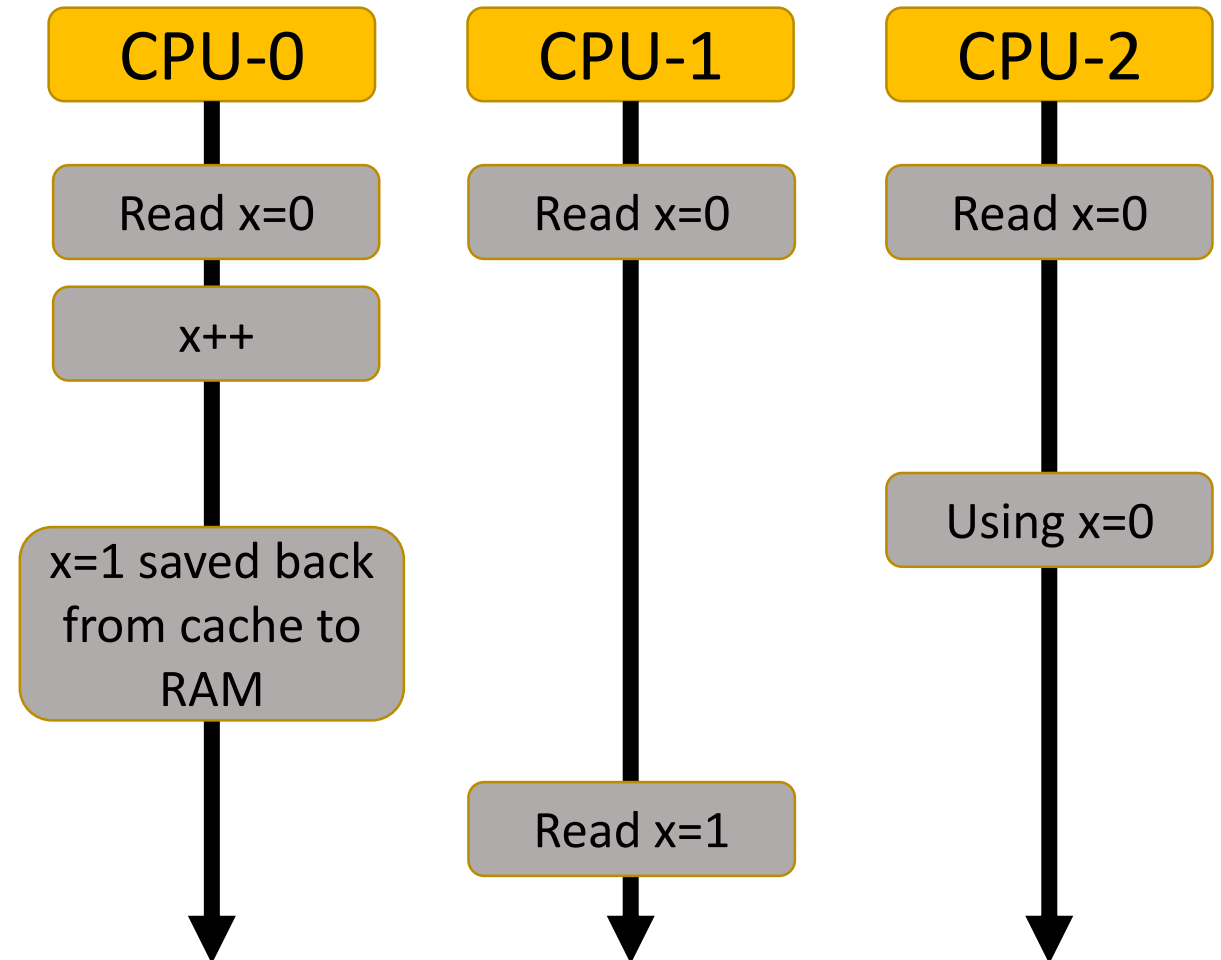 CPU-0
CPU-1
CPU-2
Read x=0
Read x=0
Read x=0
x++
Using x=0
x=1 saved back
from cache to
RAM
Read x=1